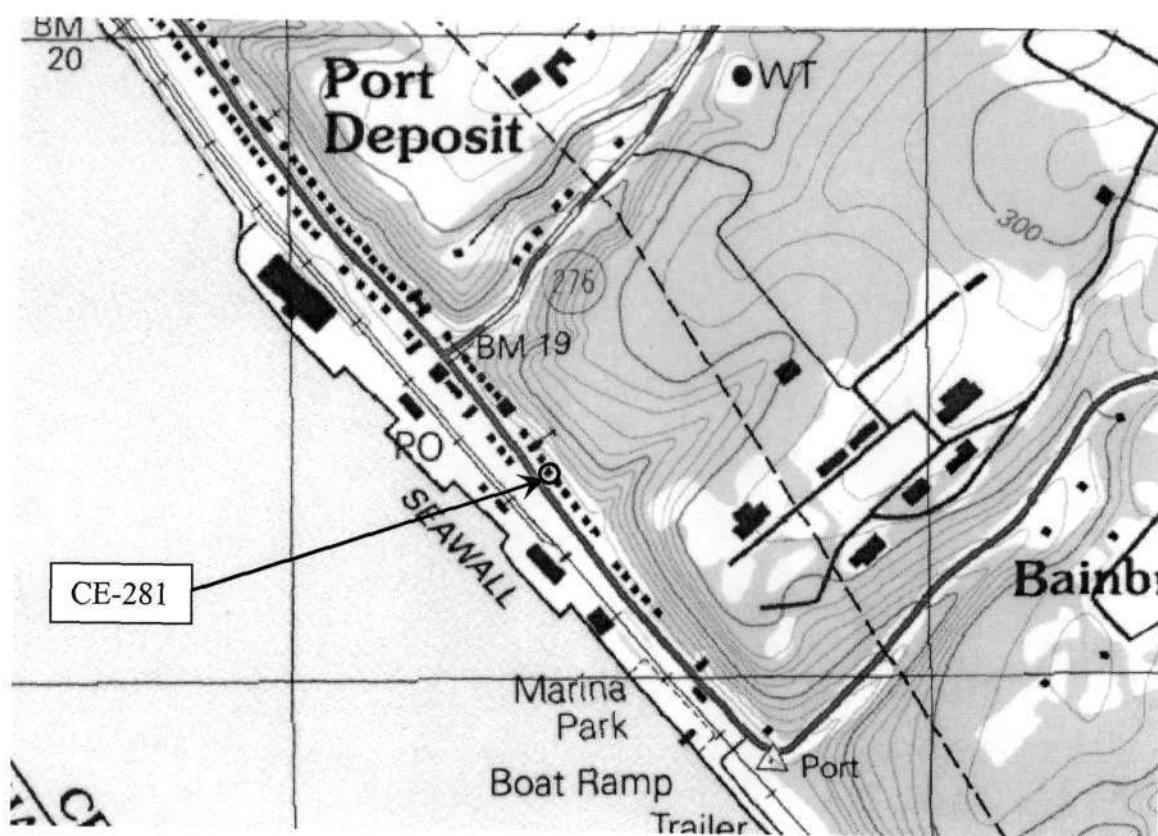 BM
20
Port
Deposit
WT
300
276
BM 19
PO
SEAWALL
CE-281
Bainb
Marina
Park
Boat Ramp
Port
Trailer